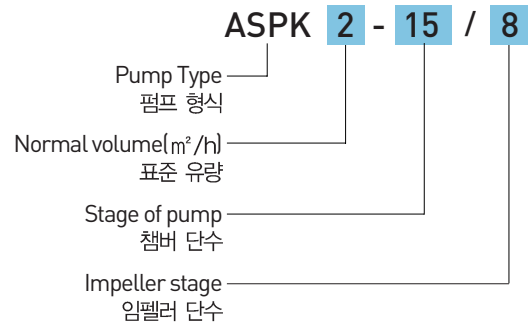 ASPK 2 - 15 / 8
Pump Type
펌프 형식
Normal volume(m²/h)
표준 유량
Stage of pump
챔버 단수
Impeller stage
임펠러 단수